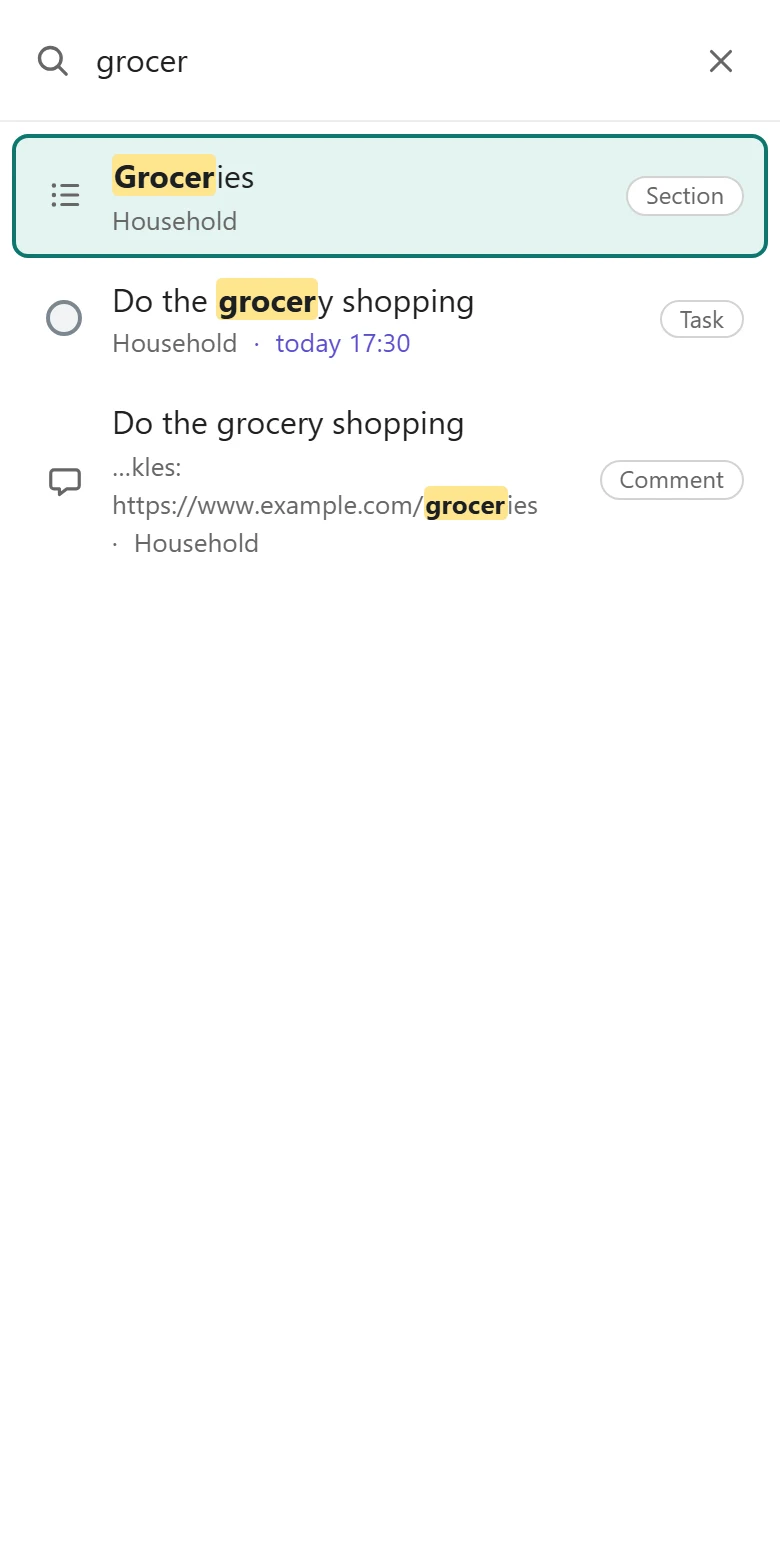 grocer
Groceries
Household
Section
Do the grocery shopping
Household · today 17:30
Task
Do the grocery shopping
...kles:
https://www.example.com/groceries
· Household
Comment